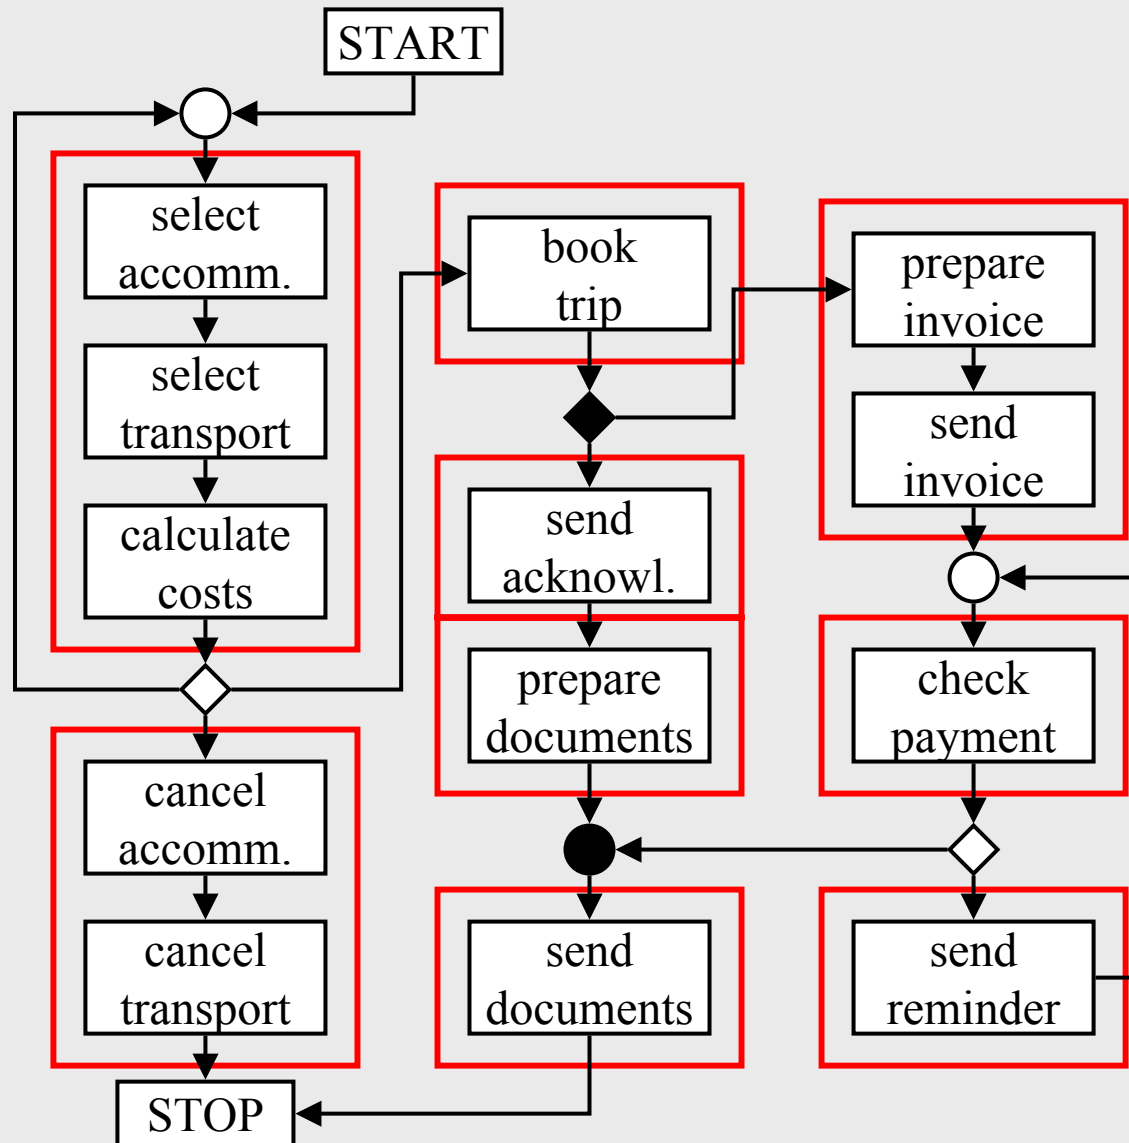 START
select
accomm.
select
transport
calculate
costs
cancel
accomm.
cancel
transport
STOP
book
trip
send
acknowl.
prepare
documents
send
documents
prepare
invoice
send
invoice
check
payment
send
reminder